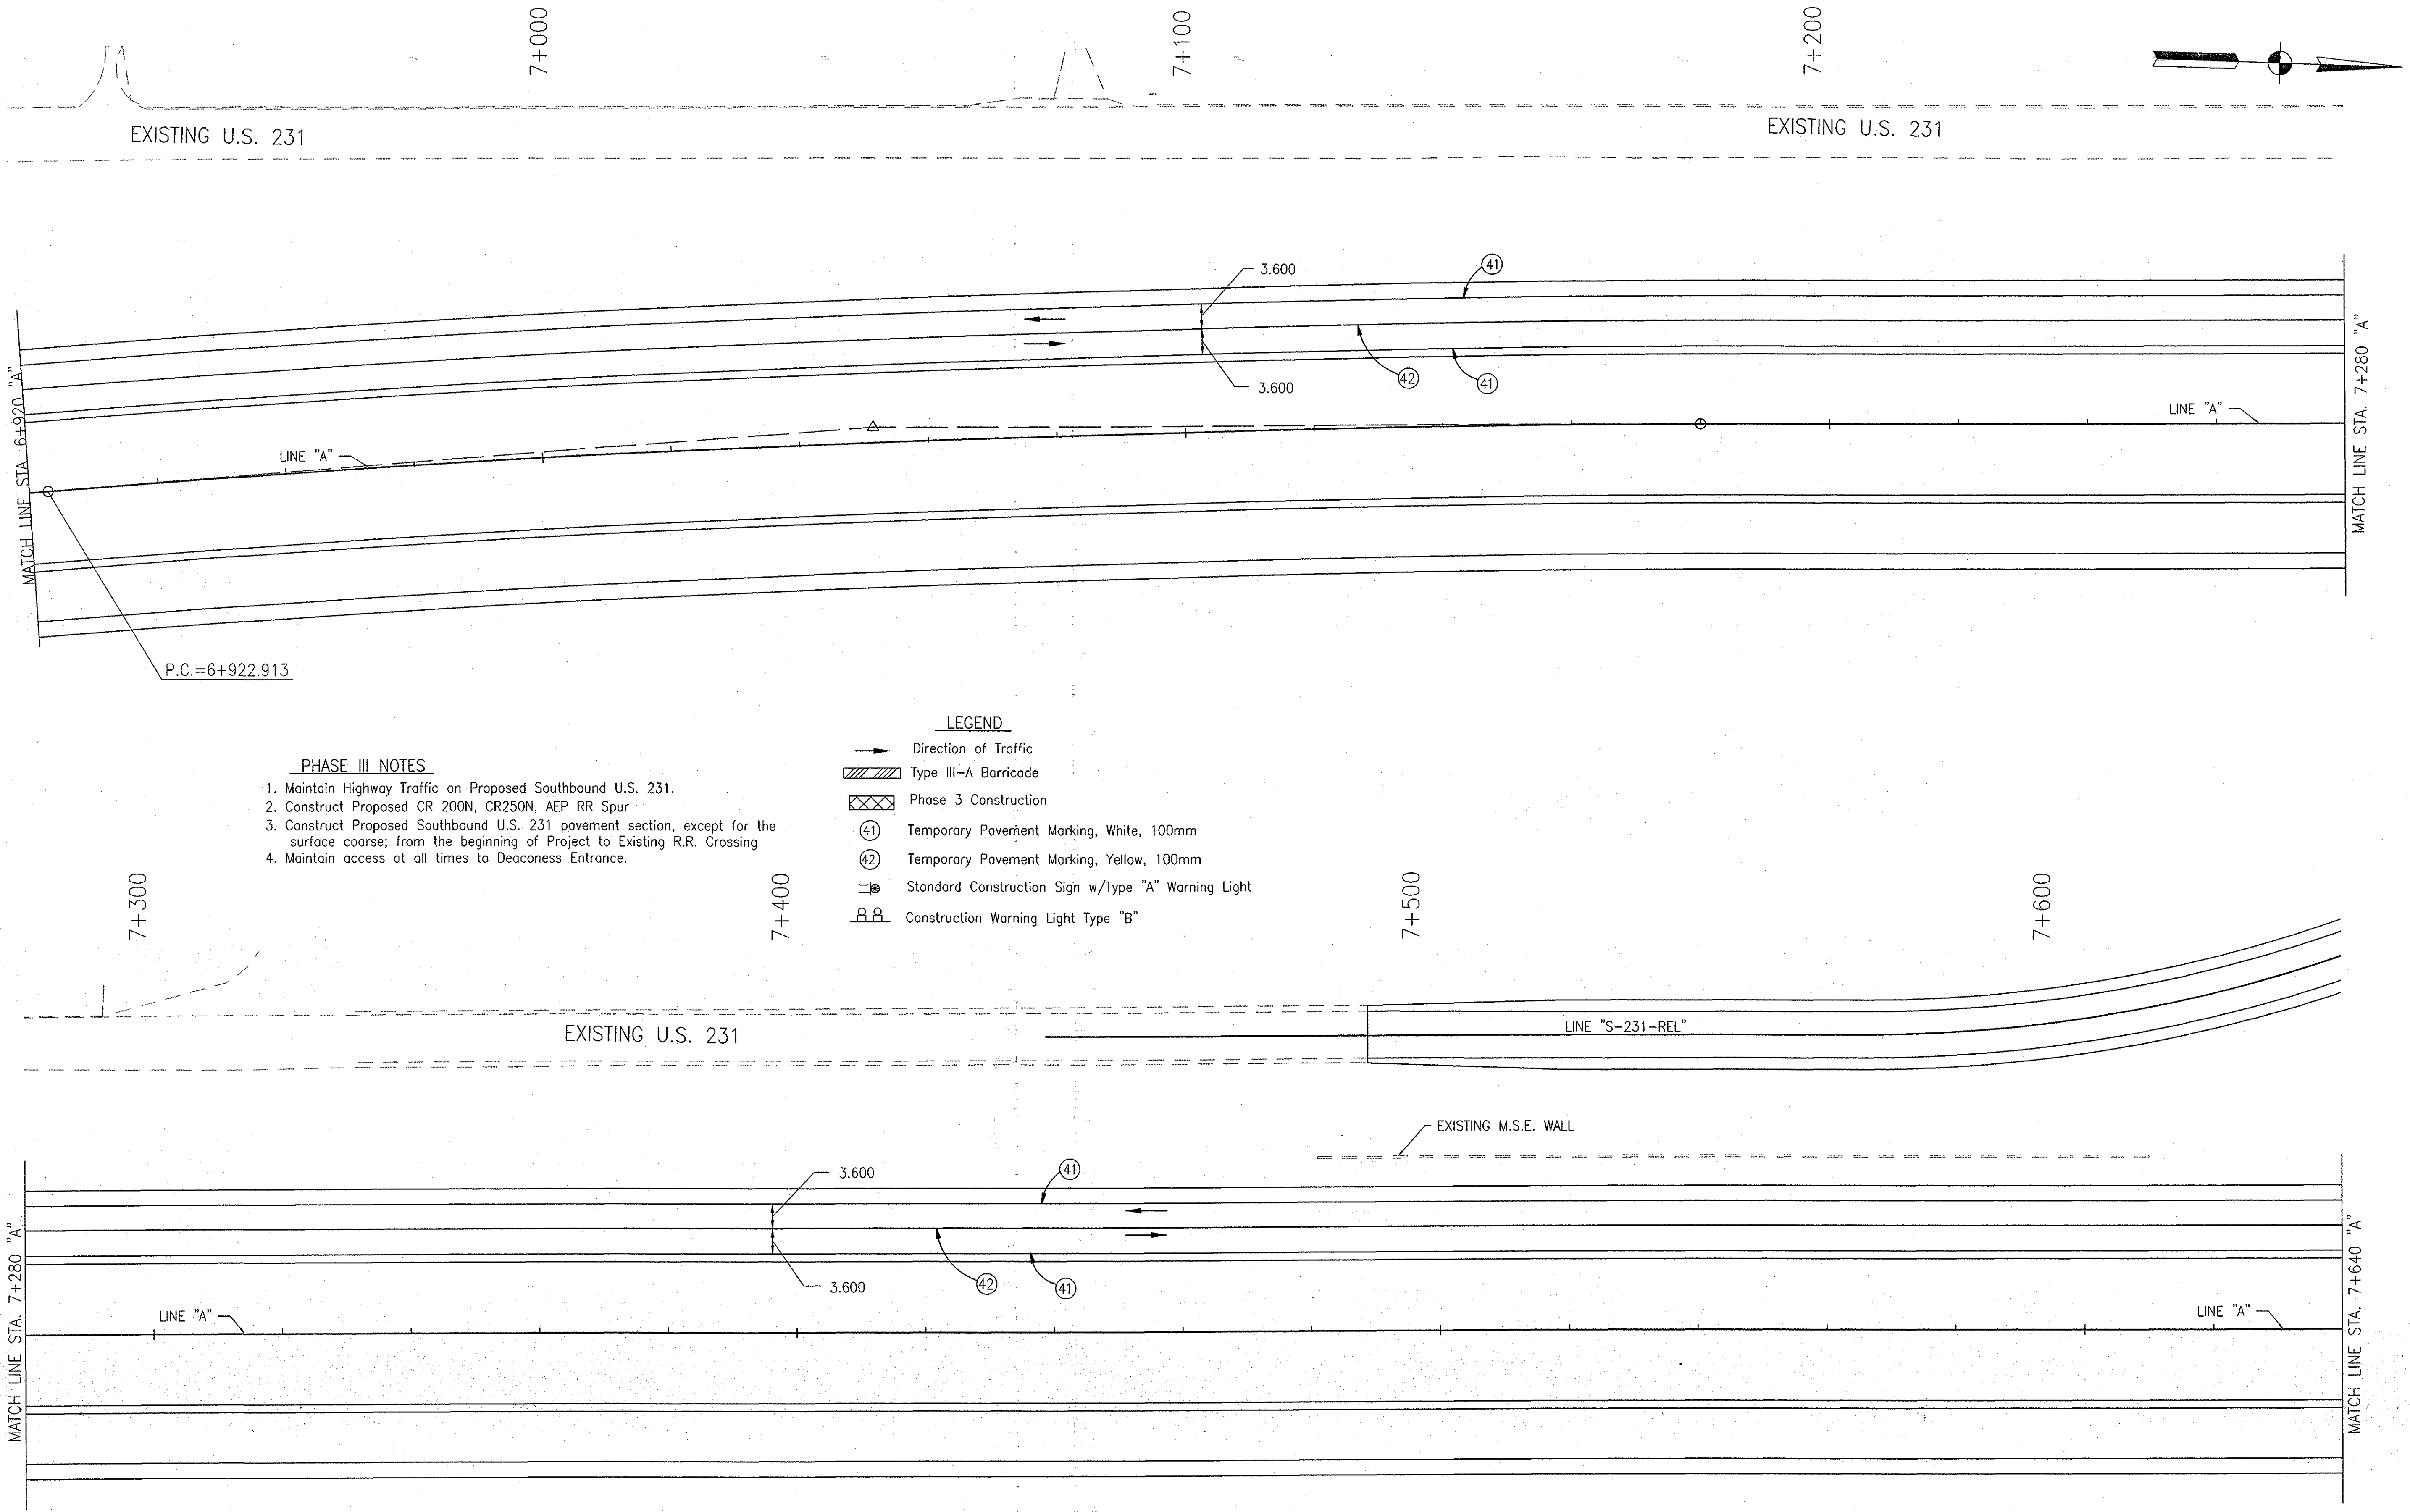 7+000
7+100
7+200
EXISTING U.S. 231
EXISTING U.S. 231
3.600
41
3.600
42
41
MATCH LINE STA. 6+920 "A"
LINE "A"
LINE "A"
MATCH LINE STA. 7+280 "A"
P.C.=6+922.913
PHASE III NOTES
1. Maintain Highway Traffic on Proposed Southbound U.S. 231.
2. Construct Proposed CR 200N, CR250N, AEP RR Spur
3. Construct Proposed Southbound U.S. 231 pavement section, except for the
surface coarse; from the beginning of Project to Existing R.R. Crossing
4. Maintain access at all times to Deaconess Entrance.
LEGEND
Direction of Traffic
Type III-A Barricade
Phase 3 Construction
41 Temporary Pavement Marking, White, 100mm
42 Temporary Pavement Marking, Yellow, 100mm
Standard Construction Sign w/Type "A" Warning Light
Construction Warning Light Type "B"
7+300
7+400
7+500
7+600
EXISTING U.S. 231
LINE "S-231-REL"
EXISTING M.S.E. WALL
3.600
41
3.600
42
41
MATCH LINE STA. 7+280 "A"
LINE "A"
LINE "A"
MATCH LINE STA. 7+640 "A"